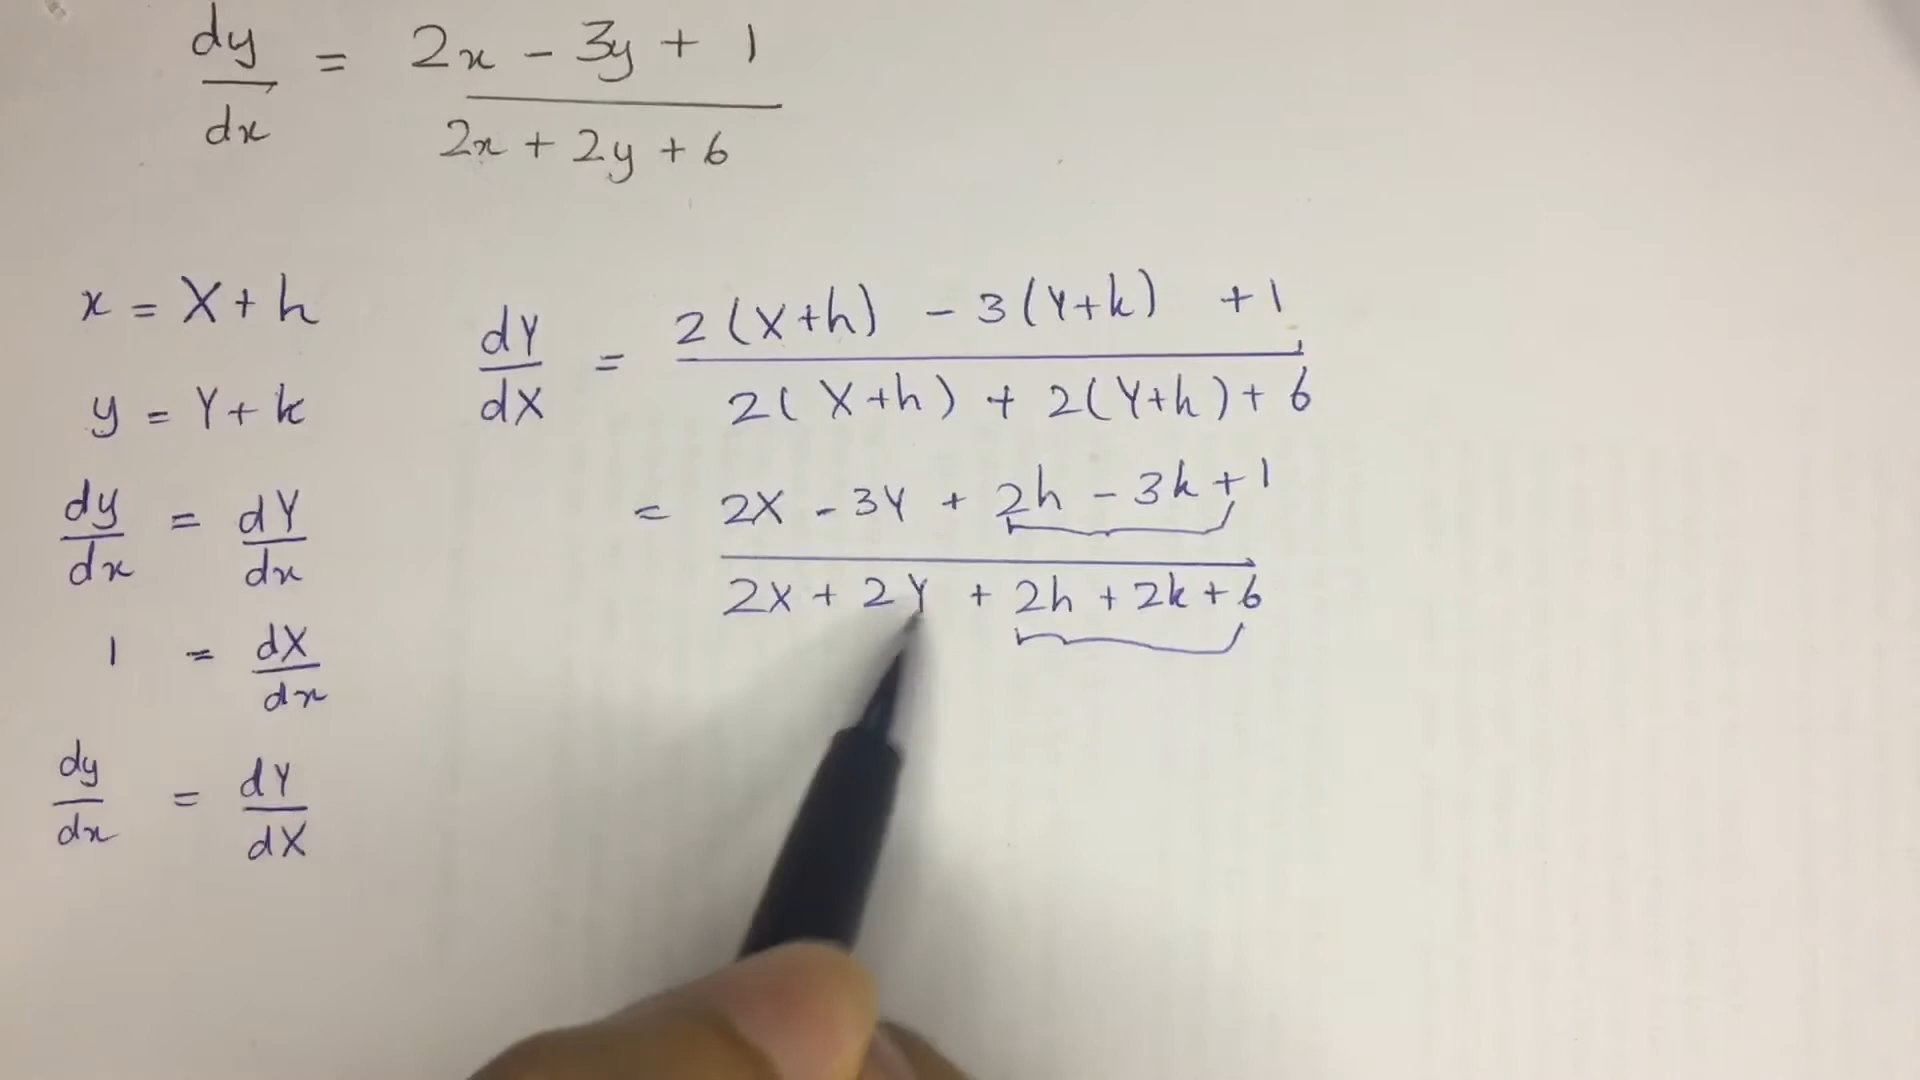 dy/dx = (2x - 3y + 1)/(2x + 2y + 6)
x = X + h
y = Y + k
dy/dx = dY/dx
1 = dX/dx
dy/dx = dY/dX
dY/dX = (2(X+h) - 3(Y+k) + 1)/(2(X+h) + 2(Y+h) + 6)
= (2X - 3Y + 2h - 3k + 1)/(2X + 2Y + 2h + 2k + 6)